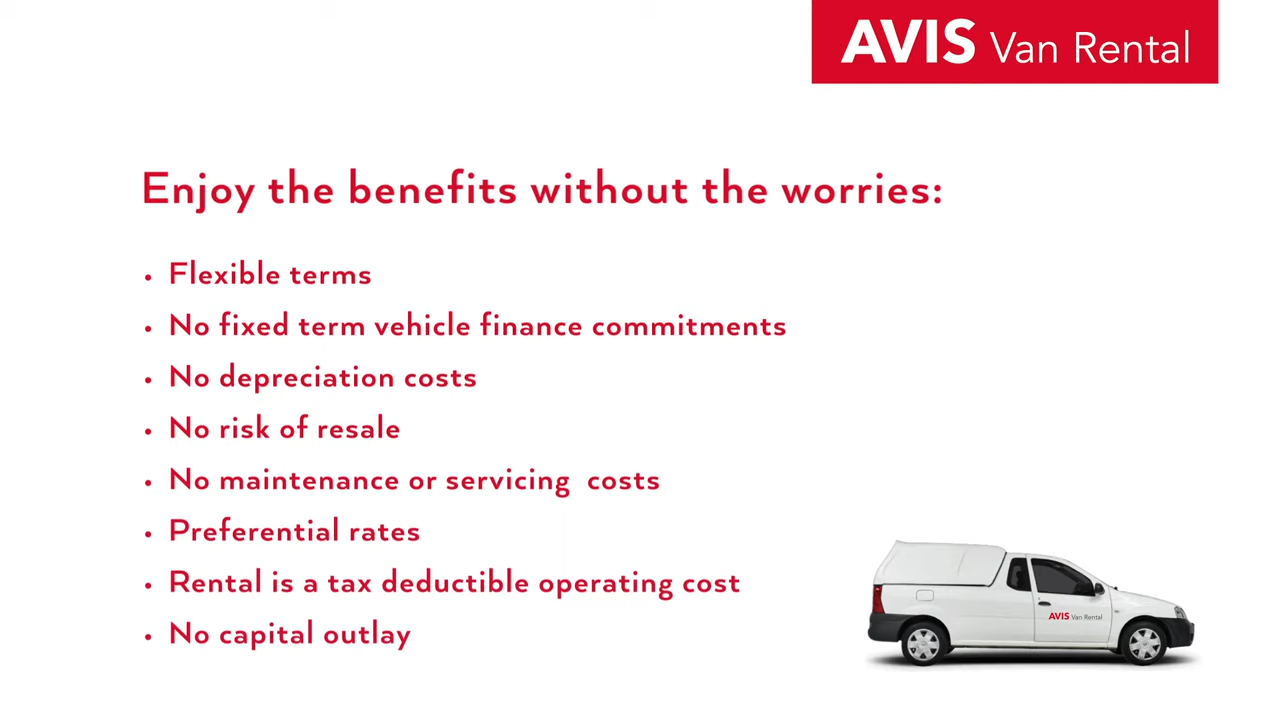 AVIS Van Rental
Enjoy the benefits without the worries:
• Flexible terms
• No fixed term vehicle finance commitments
• No depreciation costs
• No risk of resale
• No maintenance or servicing  costs
• Preferential rates
• Rental is a tax deductible operating cost
• No capital outlay
AVIS Van Rental